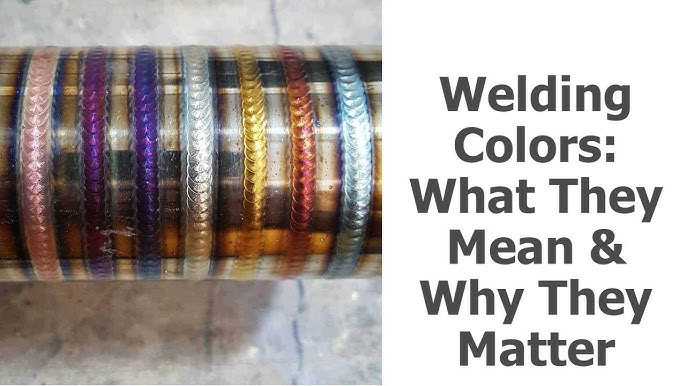 Welding
Colors:
What They
Mean &
Why They
Matter